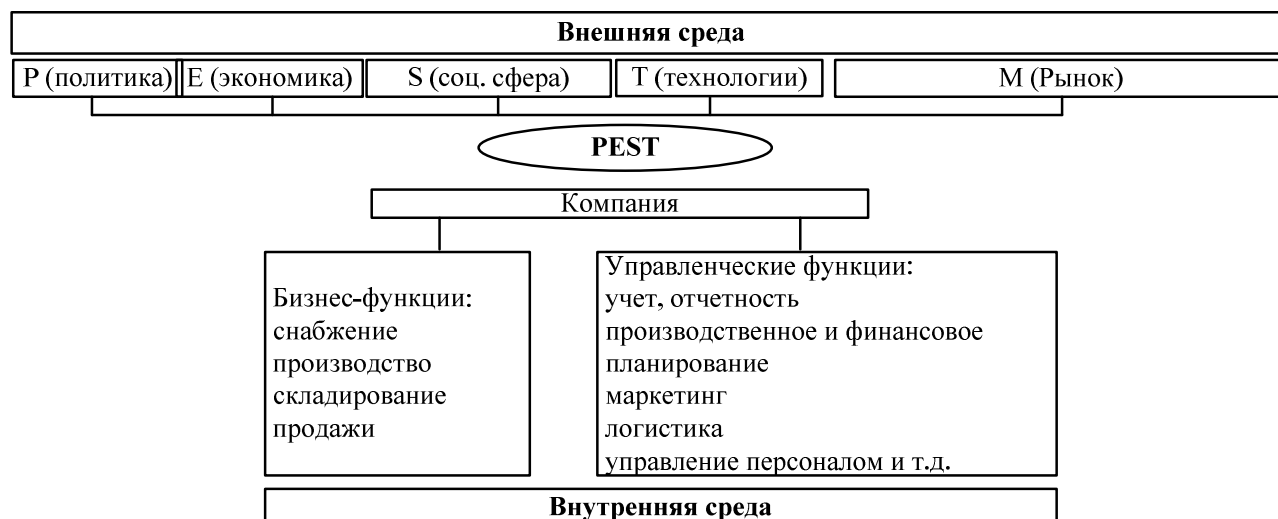 Внешняя среда
P (политика)
E (экономика)
S (соц. сфера)
T (технологии)
M (Рынок)
PEST
Компания
Бизнес-функции:
снабжение
производство
складирование
продажи
Управленческие функции:
учет, отчетность
производственное и финансовое
планирование
маркетинг
логистика
управление персоналом и т.д.
Внутренняя среда